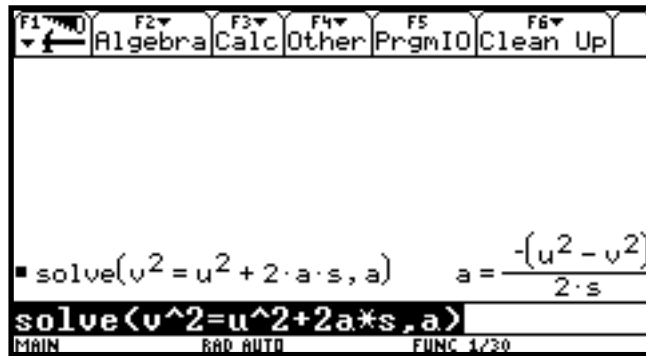 F1 F2 F3 F4 F5 F6
Algebra Calc Other PrgmIO Clean Up
solve(v² = u² + 2·a·s, a) a = -(u² - v²) / 2·s
solve(v^2=u^2+2a*s,a)
MAIN RAD AUTO FUNC 1/30